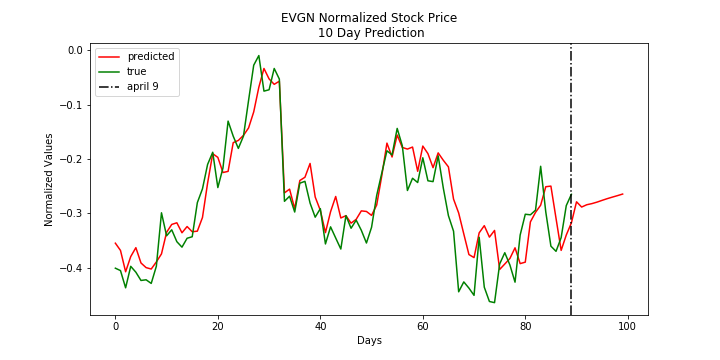 EVGN Normalized Stock Price
10 Day Prediction
predicted
true
april 9
0.0
−0.1
−0.2
−0.3
−0.4
Normalized Values
0 20 40 60 80 100
Days